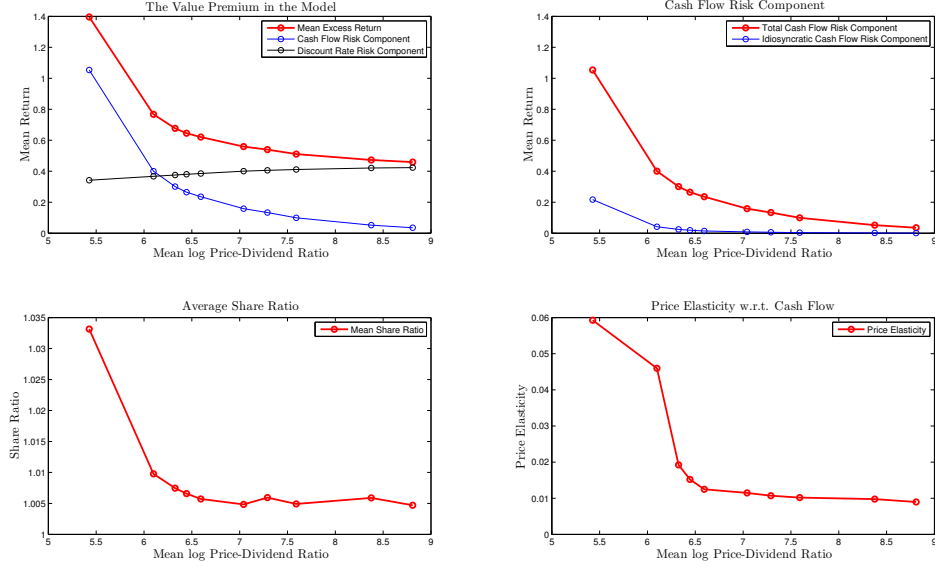 The Value Premium in the Model
Mean Excess Return
Cash Flow Risk Component
Discount Rate Risk Component
1.4
1.2
1
0.8
0.6
0.4
0.2
0
Mean Return
5 5.5 6 6.5 7 7.5 8 8.5 9
Mean log Price-Dividend Ratio
Cash Flow Risk Component
Total Cash Flow Risk Component
Idiosyncratic Cash Flow Risk Component
1.4
1.2
1
0.8
0.6
0.4
0.2
0
Mean Return
5 5.5 6 6.5 7 7.5 8 8.5 9
Mean log Price-Dividend Ratio
Average Share Ratio
Mean Share Ratio
1.035
1.03
1.025
1.02
1.015
1.01
1.005
1
Share Ratio
5 5.5 6 6.5 7 7.5 8 8.5 9
Mean log Price-Dividend Ratio
Price Elasticity w.r.t. Cash Flow
Price Elasticity
0.06
0.05
0.04
0.03
0.02
0.01
0
Price Elasticity
5 5.5 6 6.5 7 7.5 8 8.5 9
Mean log Price-Dividend Ratio